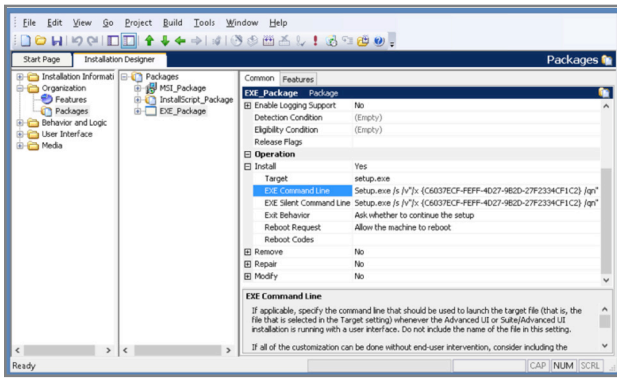 File Edit View Go Project Build Tools Window Help
Start Page Installation Designer Packages
Installation Informati
Organization
Features
Packages
Behavior and Logic
User Interface
Media
Packages
MSI_Package
InstallScript_Package
EXE_Package
Common Features
EXE_Package Package
Enable Logging Support No
Detection Condition (Empty)
Eligibility Condition (Empty)
Release Flags
Operation
Install Yes
Target setup.exe
EXE Command Line Setup.exe /s /v"/x {C6037ECF-FEFF-4D27-9B2D-27F2334CF1C2} /qn"
EXE Silent Command Line Setup.exe /s /v"/x {C6037ECF-FEFF-4D27-9B2D-27F2334CF1C2} /qn"
Exit Behavior Ask whether to continue the setup
Reboot Request Allow the machine to reboot
Reboot Codes
Remove No
Repair No
Modify No
EXE Command Line
If applicable, specify the command line that should be used to launch the target file (that is, the
file that is selected in the Target setting) whenever the Advanced UI or Suite/Advanced UI
installation is running with a user interface. Do not include the name of the file in this setting.
If all of the customization can be done without end-user intervention, consider including the
Ready CAP NUM SCRL